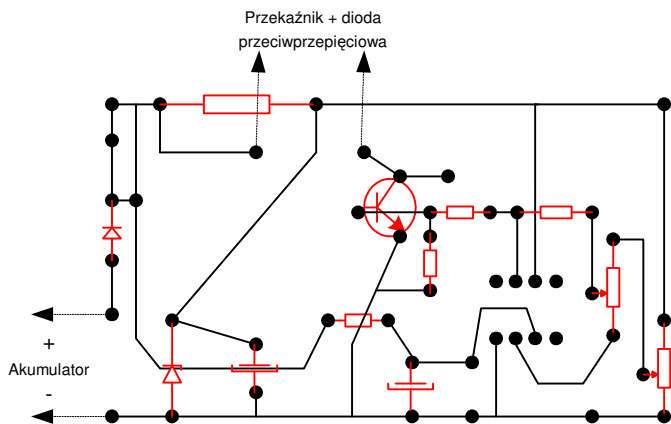 Przekaźnik + dioda
przeciwprzepięciowa
+
Akumulator
-